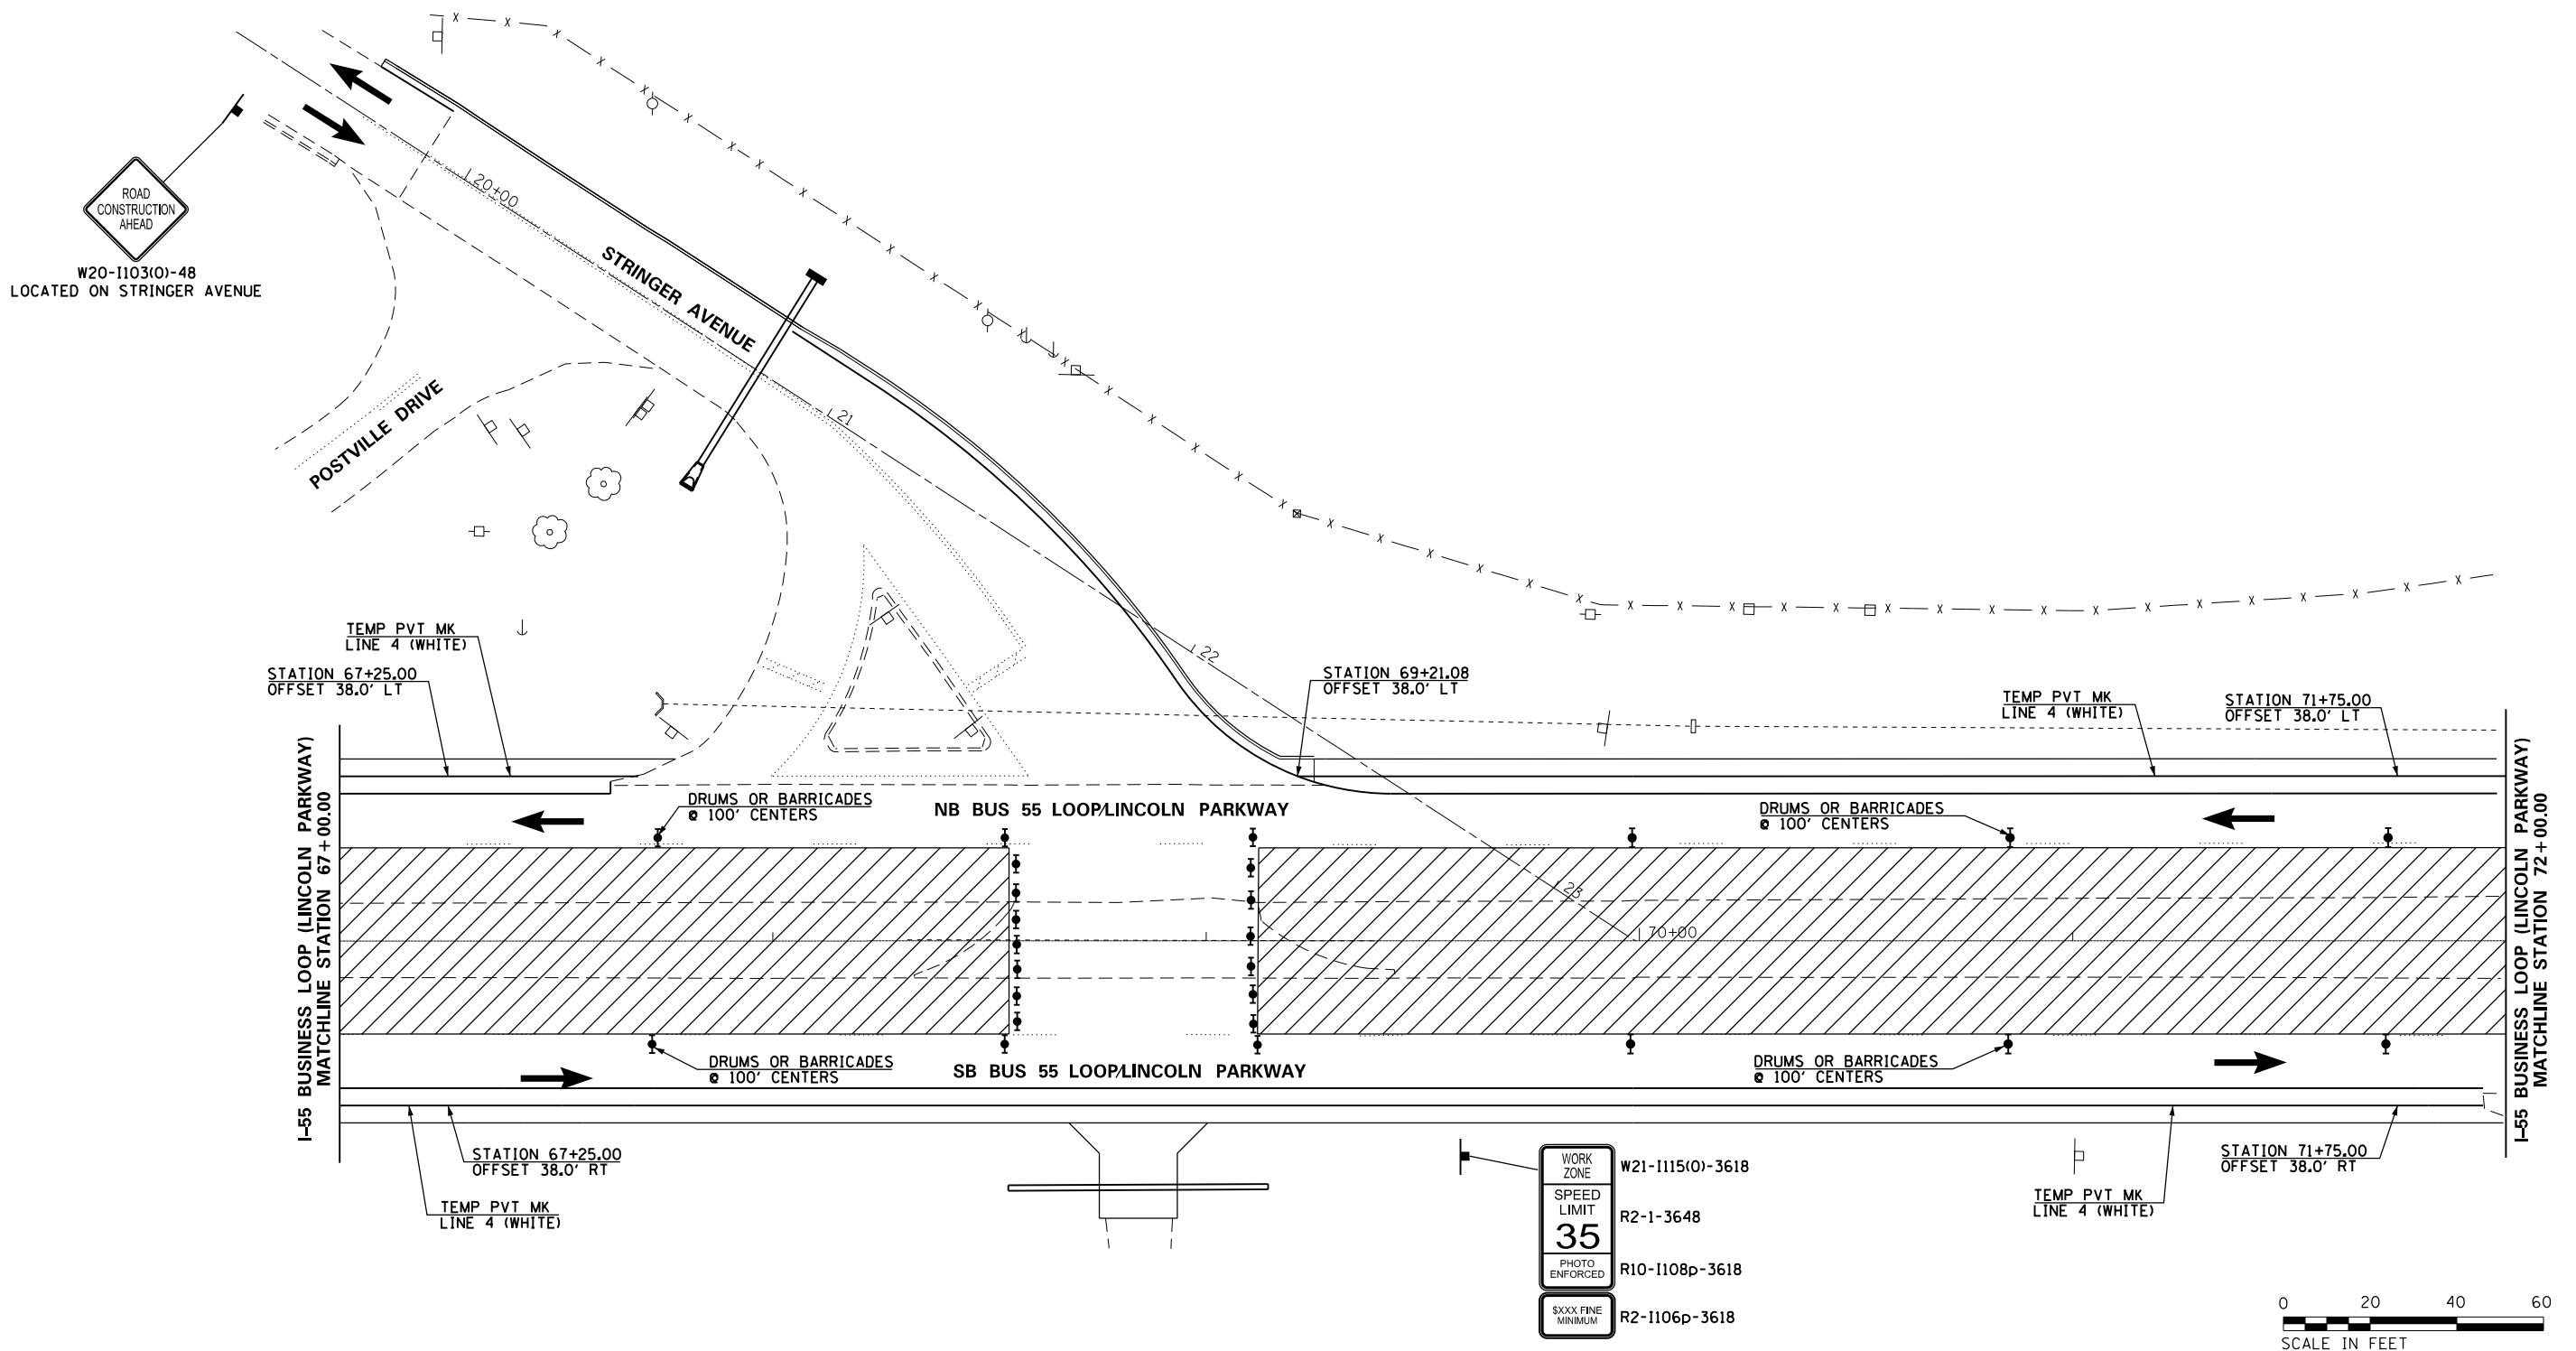 ROAD
CONSTRUCTION
AHEAD
W20-I103(O)-48
LOCATED ON STRINGER AVENUE
20+00
STRINGER AVENUE
21
POSTVILLE DRIVE
22
23
TEMP PVT MK
LINE 4 (WHITE)
STATION 67+25.00
OFFSET 38.0' LT
STATION 69+21.08
OFFSET 38.0' LT
TEMP PVT MK
LINE 4 (WHITE)
STATION 71+75.00
OFFSET 38.0' LT
I-55 BUSINESS LOOP (LINCOLN PARKWAY)
MATCHLINE STATION 67+00.00
DRUMS OR BARRICADES
@ 100' CENTERS
NB BUS 55 LOOP/LINCOLN PARKWAY
DRUMS OR BARRICADES
@ 100' CENTERS
I-55 BUSINESS LOOP (LINCOLN PARKWAY)
MATCHLINE STATION 72+00.00
70+00
DRUMS OR BARRICADES
@ 100' CENTERS
SB BUS 55 LOOP/LINCOLN PARKWAY
DRUMS OR BARRICADES
@ 100' CENTERS
STATION 67+25.00
OFFSET 38.0' RT
TEMP PVT MK
LINE 4 (WHITE)
WORK
ZONE
W21-I115(O)-3618
SPEED
LIMIT
35
R2-1-3648
PHOTO
ENFORCED
R10-I108p-3618
$XXX FINE
MINIMUM
R2-I106p-3618
STATION 71+75.00
OFFSET 38.0' RT
TEMP PVT MK
LINE 4 (WHITE)
0 20 40 60
SCALE IN FEET